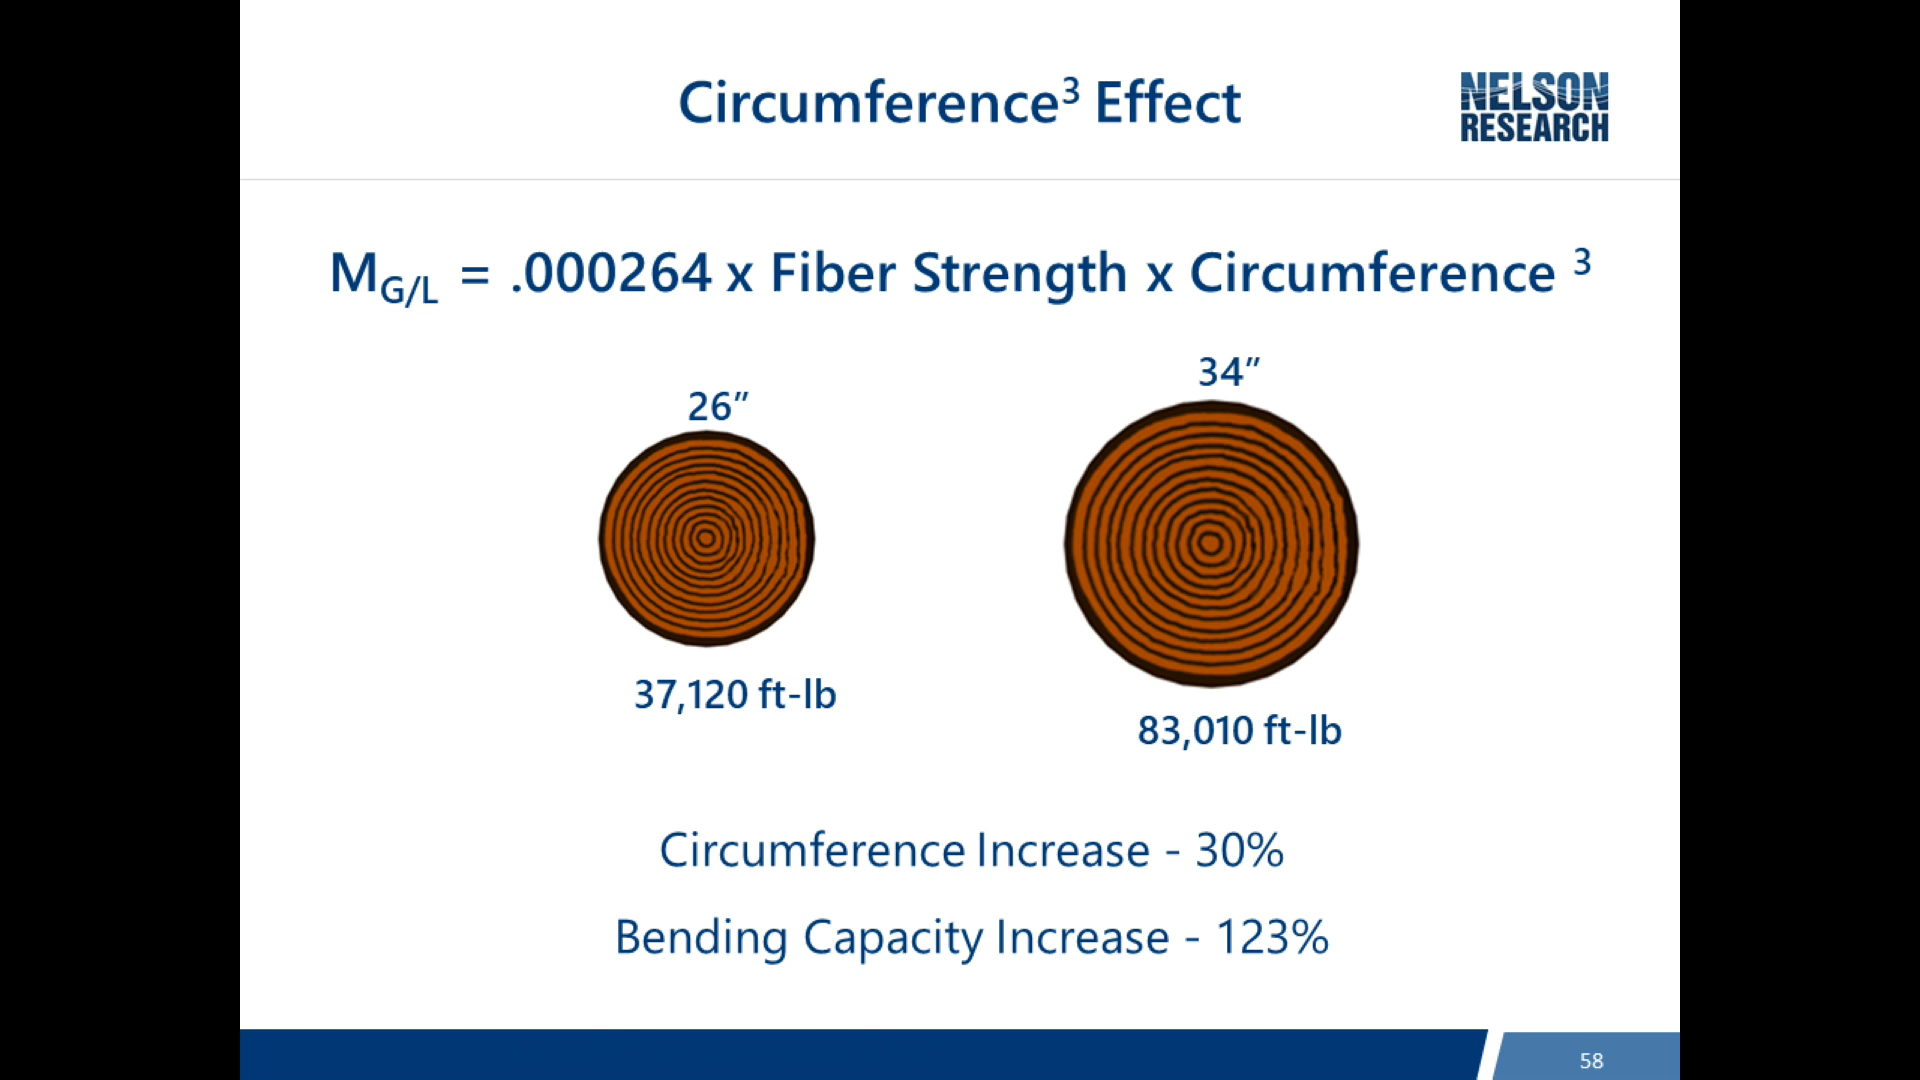 Circumference³ Effect
NELSON
RESEARCH
M_G/L = .000264 x Fiber Strength x Circumference ³
26”
34”
37,120 ft-lb
83,010 ft-lb
Circumference Increase - 30%
Bending Capacity Increase - 123%
58